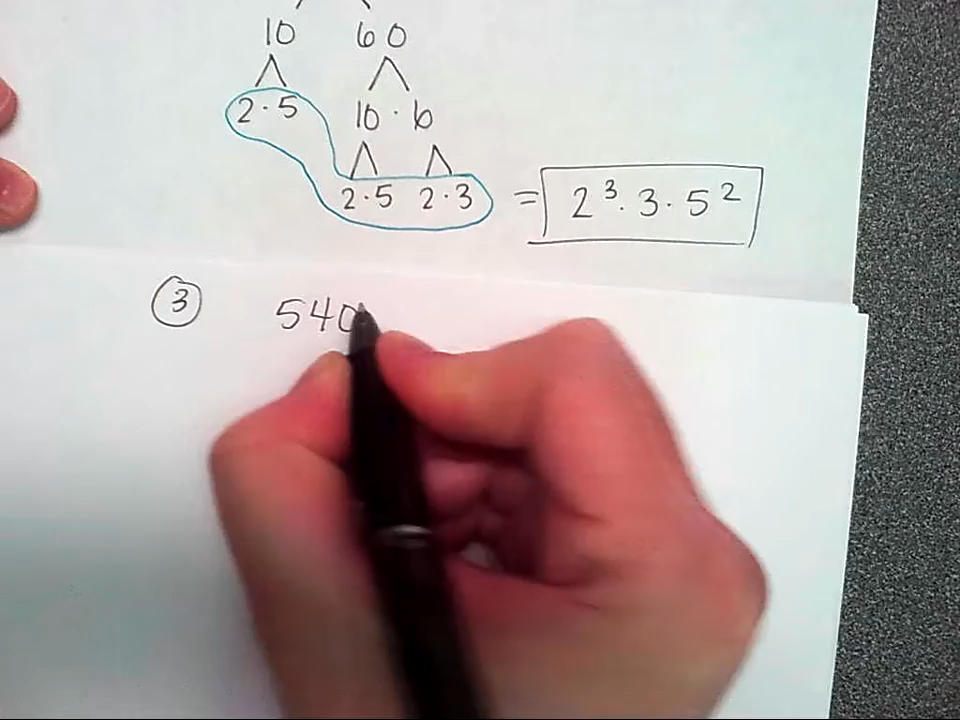 10 60
2 · 5 10 · 6
2 · 5 2 · 3 = 2³ · 3 · 5²
③ 540